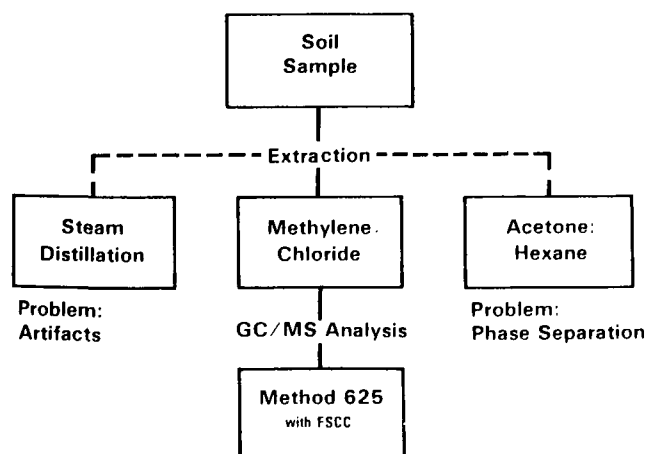 Soil
Sample
Extraction
Steam
Distillation
Methylene
Chloride
Acetone:
Hexane
Problem:
Artifacts
Problem:
Phase Separation
GC/MS Analysis
Method 625
with FSCC